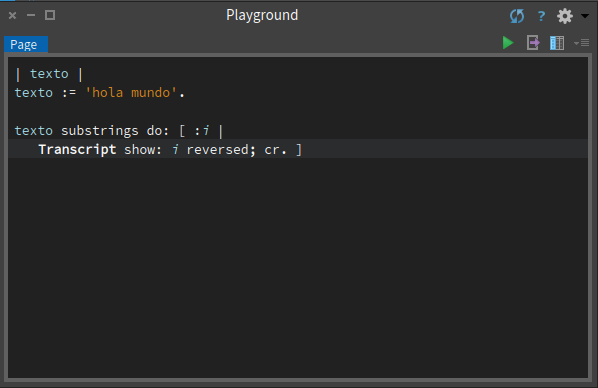 Playground
?
Page
| texto |
texto := 'hola mundo'.
texto substrings do: [ :i |
Transcript show: i reversed; cr. ]